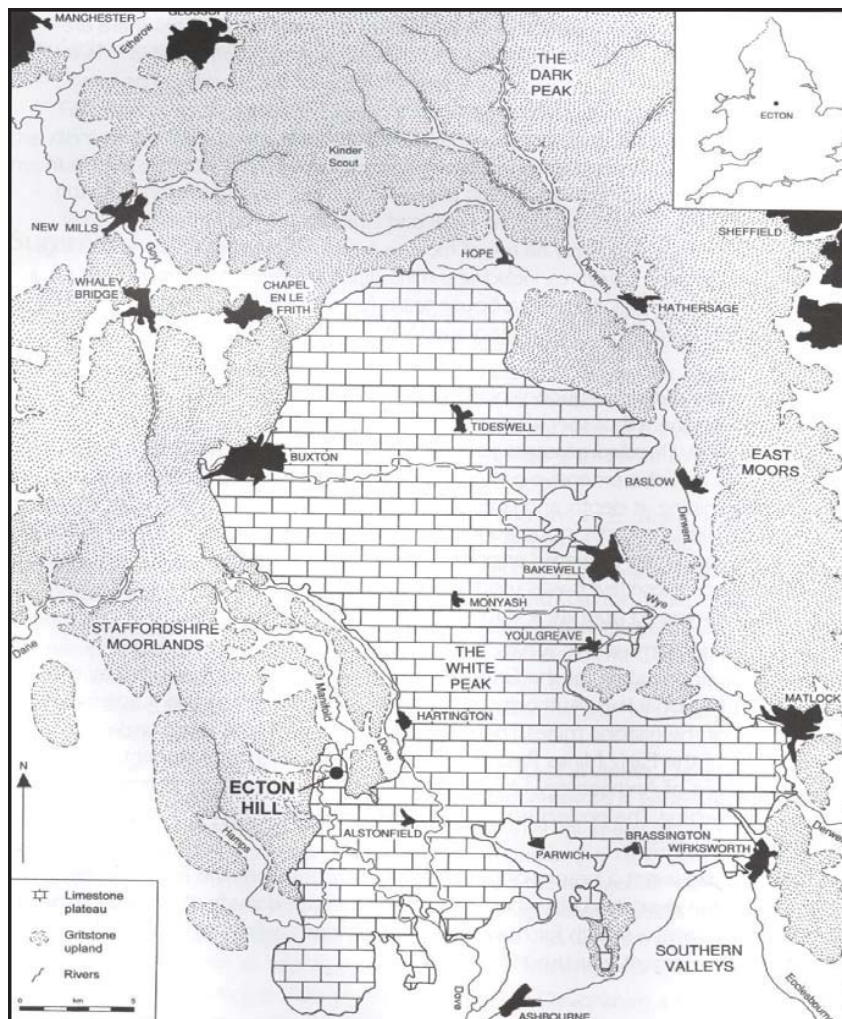 MANCHESTER
GLOSSOP
Etherow
THE
DARK
PEAK
ECTON
Kinder
Scout
NEW MILLS
Goyt
SHEFFIELD
HOPE
Derwent
WHALEY
BRIDGE
CHAPEL
EN LE
FRITH
HATHERSAGE
TIDESWELL
BUXTON
EAST
MOORS
BASLOW
Dirwent
BAKEWELL
Wye
MONYASH
STAFFORDSHIRE
MOORLANDS
Dane
YOULGREAVE
THE
WHITE
PEAK
Manifold
MATLOCK
HARTINGTON
Dove
N
ECTON
HILL
ALSTONFIELD
Hamps
BRASSINGTON
PARWICH
WIRKSWORTH
Derwe
Limestone
plateau
Gritstone
upland
Rivers
0 km 5
SOUTHERN
VALLEYS
Dove
ASHBOURNE
Ecclesbourne